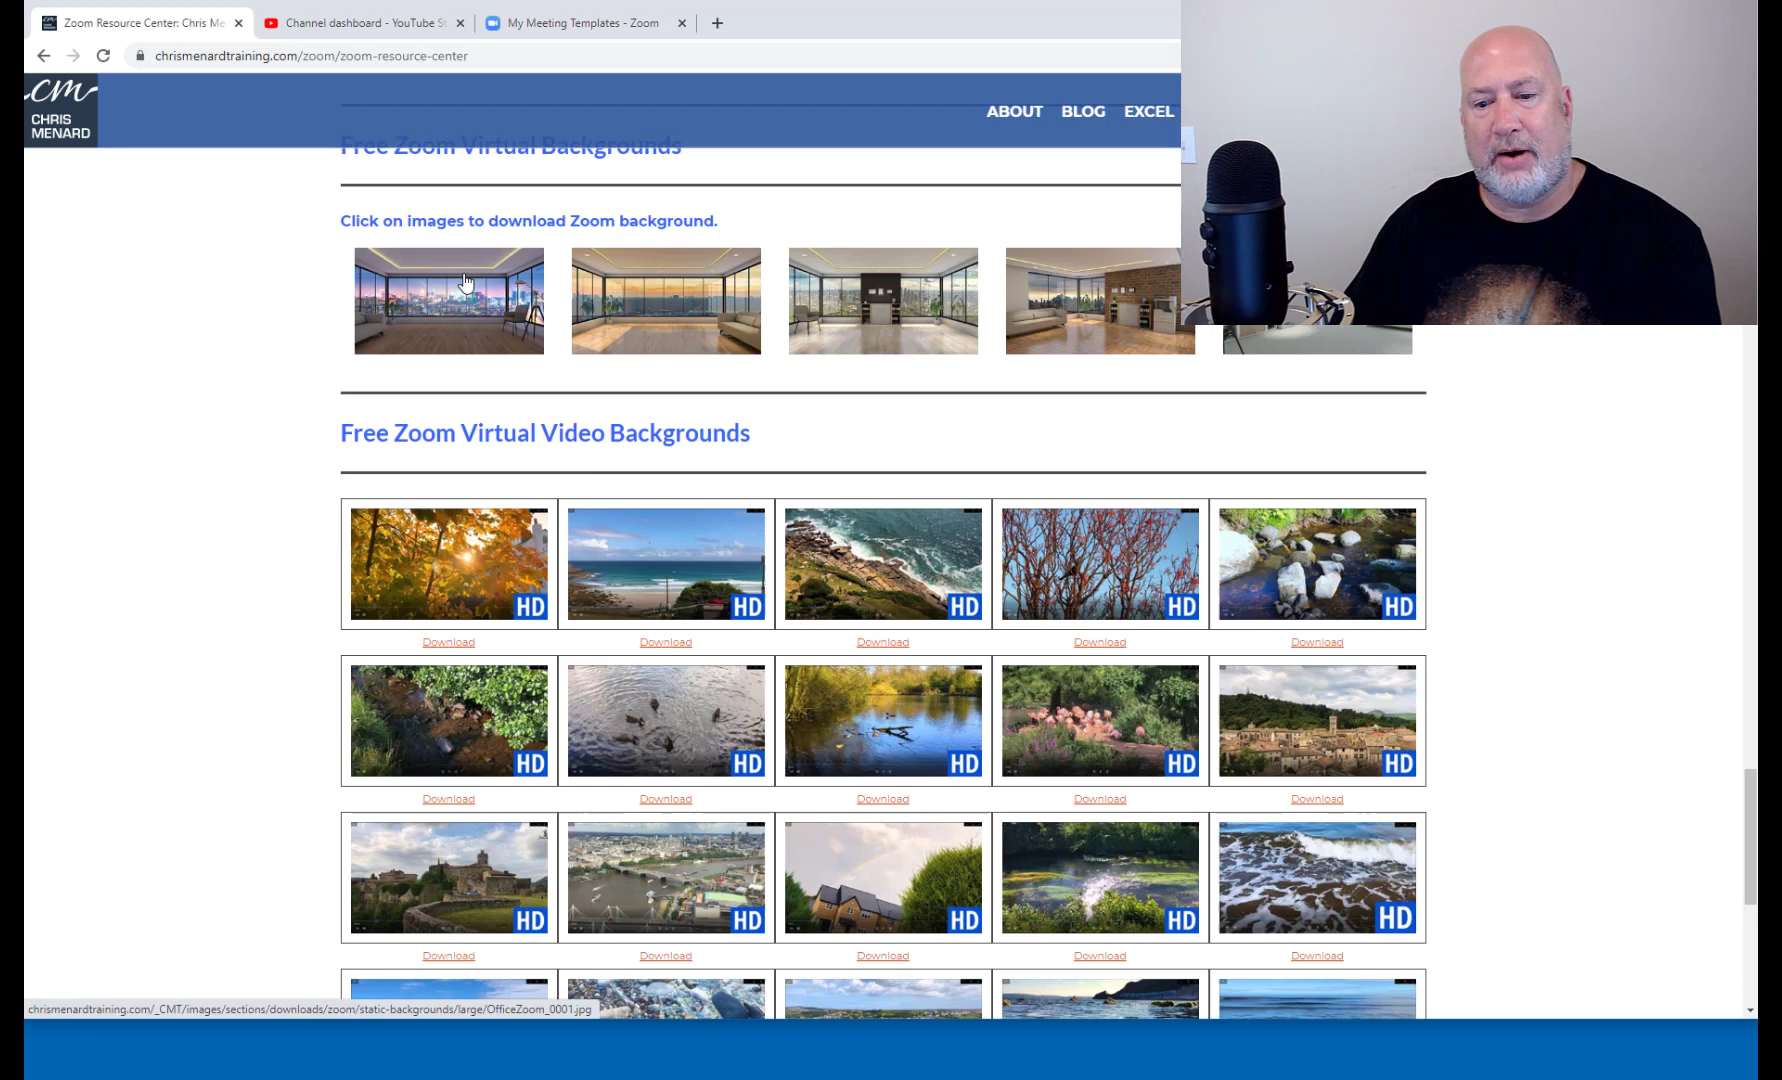 Zoom Resource Center: Chris Me
Channel dashboard - YouTube St
My Meeting Templates - Zoom
chrismenardtraining.com/zoom/zoom-resource-center
CM
CHRIS
MENARD
ABOUT BLOG EXCEL
Free Zoom Virtual Backgrounds
Click on images to download Zoom background.
Free Zoom Virtual Video Backgrounds
HD HD HD HD HD
Download Download Download Download Download
HD HD HD HD HD
Download Download Download Download Download
HD HD HD HD HD
Download Download Download Download Download
chrismenardtraining.com/_CMT/images/sections/downloads/zoom/static-backgrounds/large/OfficeZoom_0001.jpg